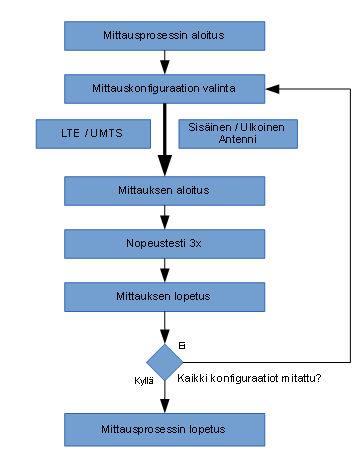 Mittausprosessin aloitus
Mittauskonfiguraation valinta
LTE / UMTS
Sisäinen / Ulkoinen
Antenni
Mittauksen aloitus
Nopeustesti 3x
Mittauksen lopetus
Ei
Kyllä
Kaikki konfiguraatiot mitattu?
Mittausprosessin lopetus